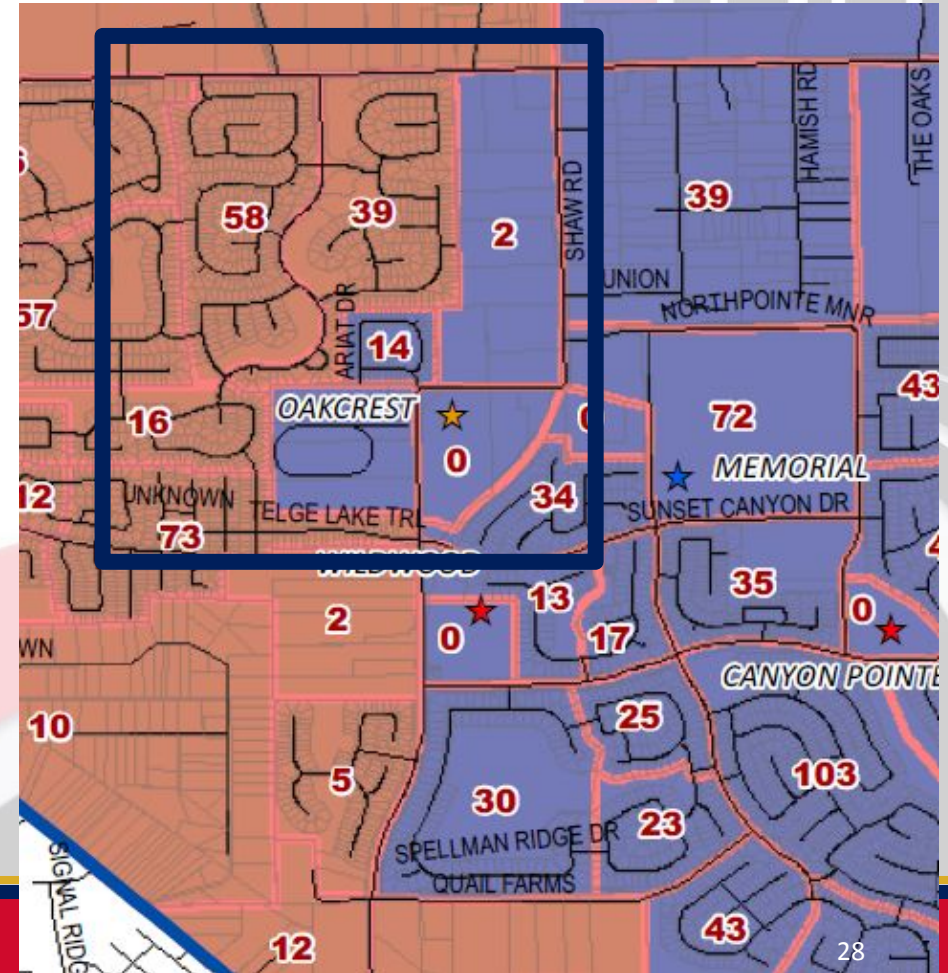 HAMISH RD
THE OAKS
58
39
2
SHAW RD
39
UNION
NORTHPOINTE MNR
57
ARIAT DR
14
43
16
OAKCREST
0
72
MEMORIAL
12
UNKNOWN
TELGE LAKE TRL
34
SUNSET CANYON DR
73
WILDWOOD
2
0
13
17
35
0
WN
CANYON POINTE
10
5
25
30
103
23
SPELLMAN RIDGE DR
QUAIL FARMS
SIGNAL RIDG
12
43
28